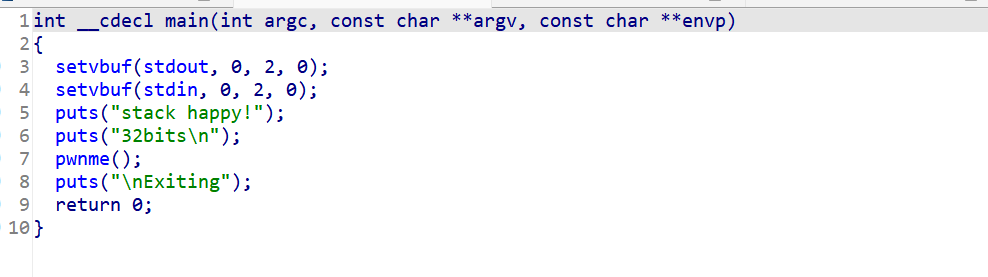 1 int __cdecl main(int argc, const char **argv, const char **envp)
2 {
3   setvbuf(stdout, 0, 2, 0);
4   setvbuf(stdin, 0, 2, 0);
5   puts("stack happy!");
6   puts("32bits\n");
7   pwnme();
8   puts("\nExiting");
9   return 0;
10 }